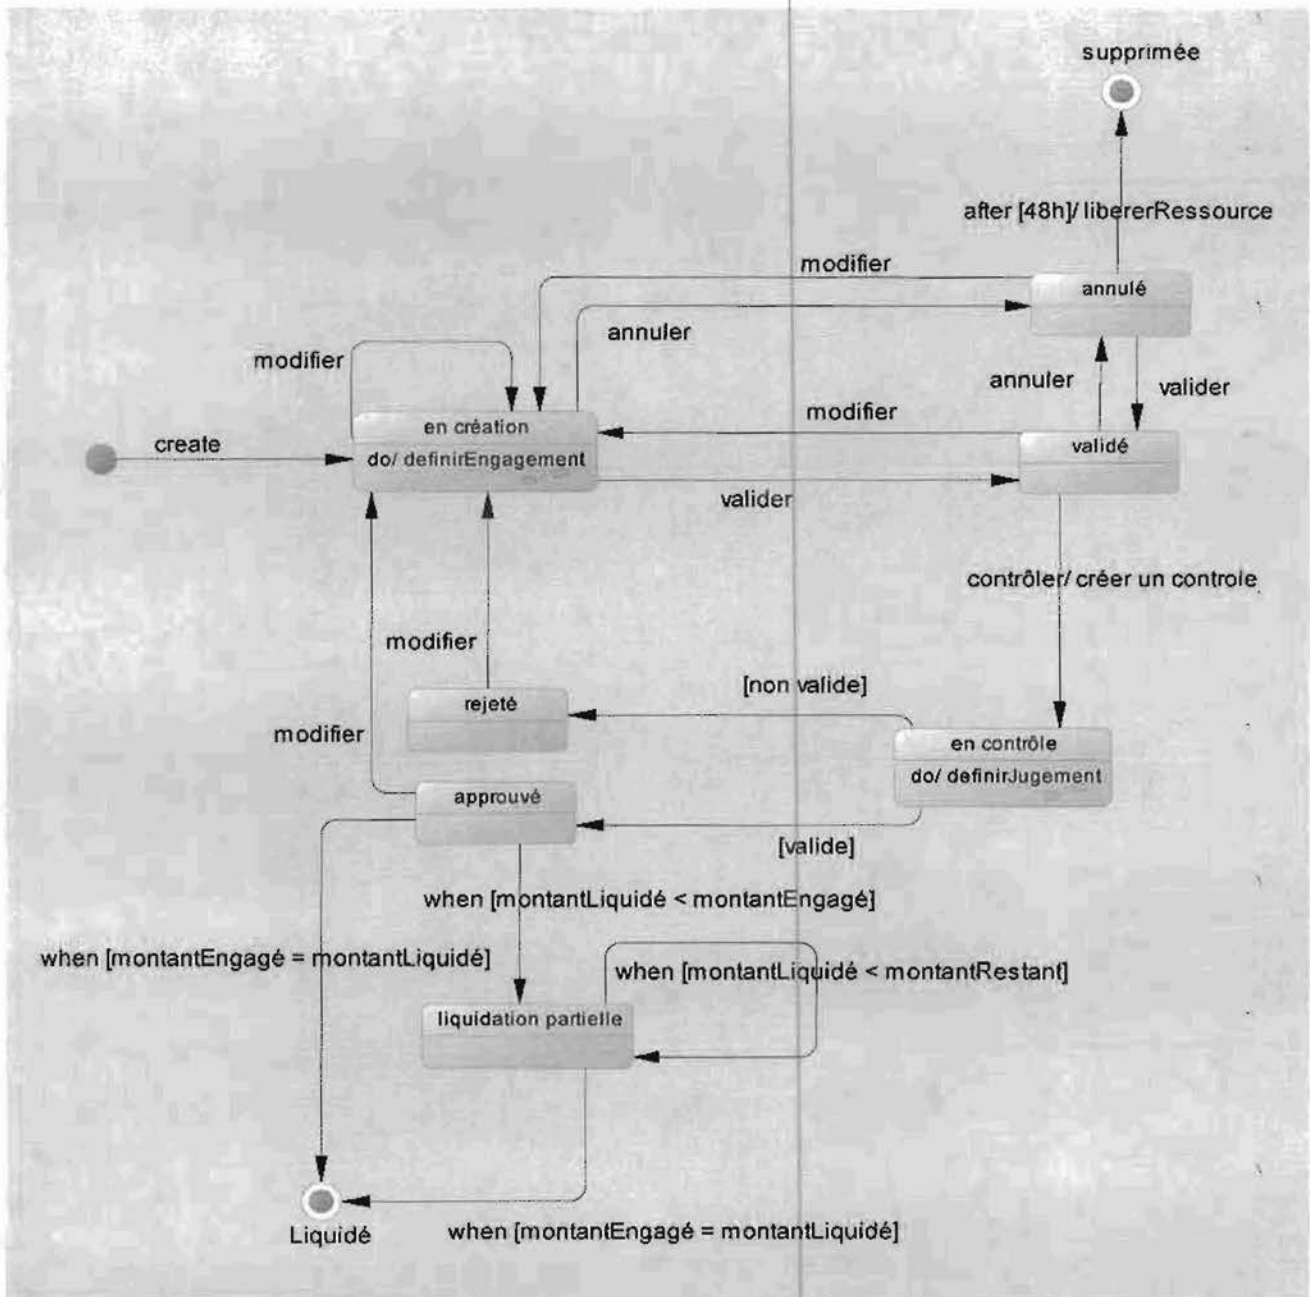 supprimée
after [48h]/ libererRessource
modifier
annulé
annuler
modifier
annuler
valider
modifier
en création
validé
create
do/ definirEngagement
valider
contrôler/ créer un controle
modifier
[non valide]
rejeté
modifier
en contrôle
do/ definirJugement
approuvé
[valide]
when [montantLiquidé < montantEngagé]
when [montantEngagé = montantLiquidé]
when [montantLiquidé < montantRestant]
liquidation partielle
Liquidé
when [montantEngagé = montantLiquidé]